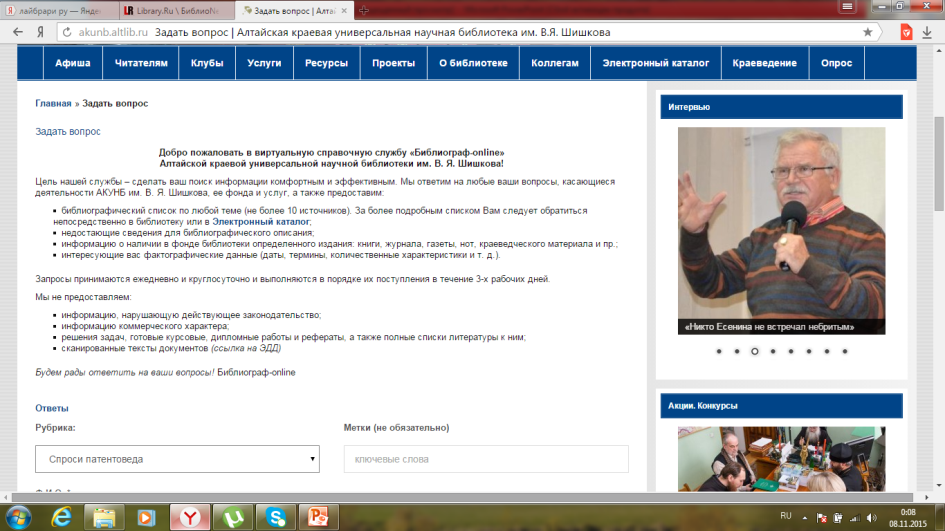 лайбрари ру — Яндек
Library.Ru \ БиблиоNе
Задать вопрос | Алтай
akunb.altlib.ru Задать вопрос | Алтайская краевая универсальная научная библиотека им. В.Я. Шишкова
Афиша Читателям Клубы Услуги Ресурсы Проекты О библиотеке Коллегам Электронный каталог Краеведение Опрос
Главная » Задать вопрос
Задать вопрос
Добро пожаловать в виртуальную справочную службу «Библиограф-online»
Алтайской краевой универсальной научной библиотеки им. В. Я. Шишкова!
Цель нашей службы – сделать ваш поиск информации комфортным и эффективным. Мы ответим на любые ваши вопросы, касающиеся
деятельности АКУНБ им. В. Я. Шишкова, ее фонда и услуг, а также предоставим:
библиографический список по любой теме (не более 10 источников). За более подробным списком Вам следует обратиться
непосредственно в библиотеку или в Электронный каталог;
недостающие сведения для библиографического описания;
информацию о наличии в фонде библиотеки определенного издания: книги, журнала, газеты, нот, краеведческого материала и пр.;
интересующие вас фактографические данные (даты, термины, количественные характеристики и т. д.).
Запросы принимаются ежедневно и круглосуточно и выполняются в порядке их поступления в течение 3-х рабочих дней.
Мы не предоставляем:
информацию, нарушающую действующее законодательство;
информацию коммерческого характера;
решения задач, готовые курсовые, дипломные работы и рефераты, а также полные списки литературы к ним;
сканированные тексты документов (ссылка на ЭДД)
Будем рады ответить на ваши вопросы! Библиограф-online
Ответы
Рубрика: Метки (не обязательно)
Спроси патентоведа ключевые слова
Интервью
«Никто Есенина не встречал небритым»
Акции. Конкурсы
RU 0:08
08.11.2015